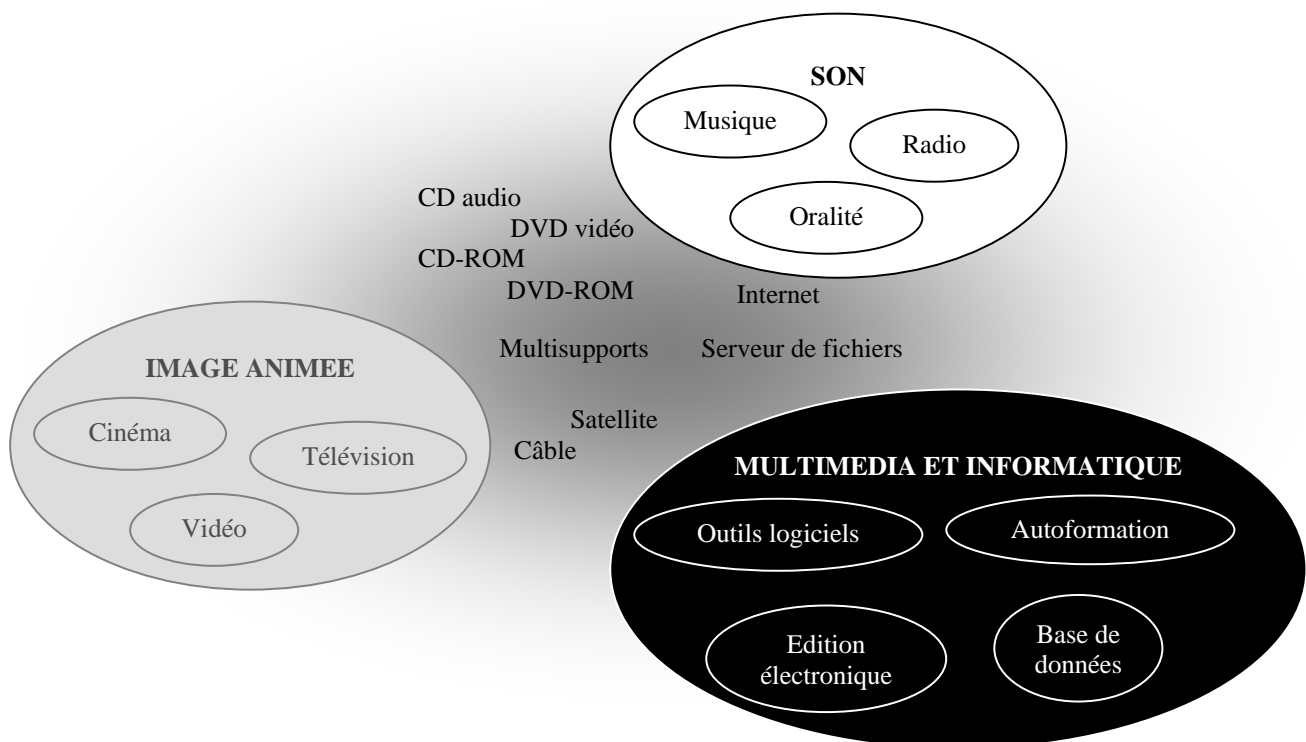 SON
Musique
Radio
Oralité
CD audio
DVD vidéo
CD-ROM
DVD-ROM
Internet
Multisupports
Serveur de fichiers
Satellite
Câble
IMAGE ANIMEE
Cinéma
Télévision
Vidéo
MULTIMEDIA ET INFORMATIQUE
Outils logiciels
Autoformation
Edition
électronique
Base de
données